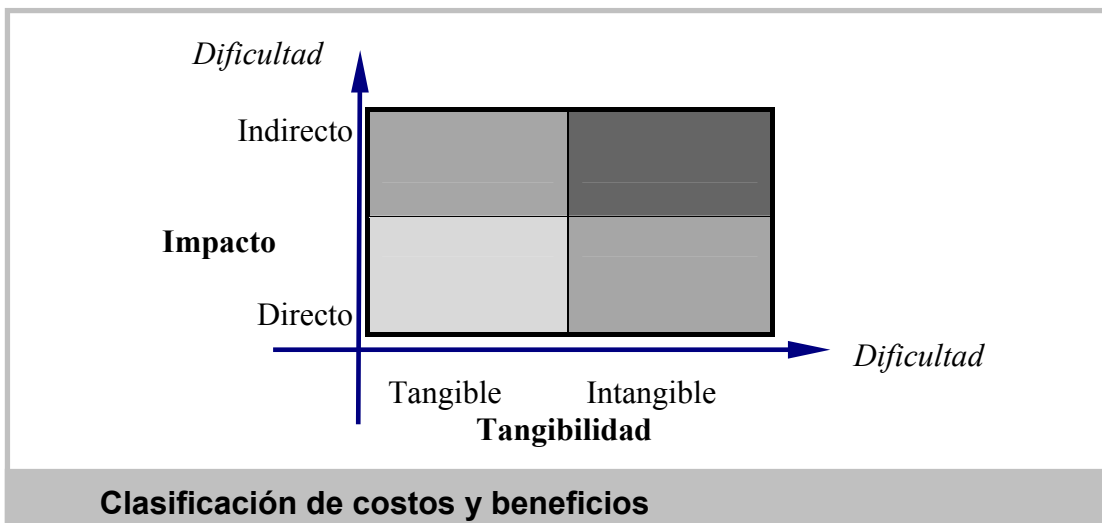 Dificultad
Indirecto
Impacto
Directo
Dificultad
Tangible Intangible
Tangibilidad
Clasificación de costos y beneficios